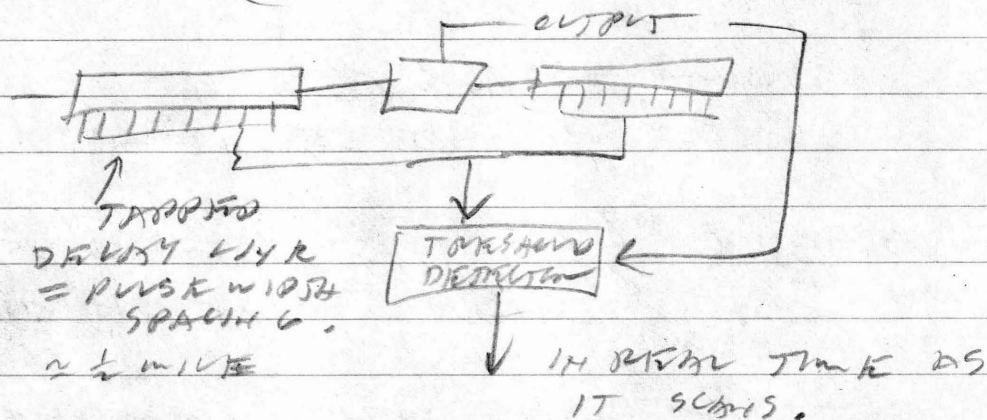 OUTPUT
TAPPED
DELAY LINE
= PULSE WIDTH
SPACING.
≈ ½ MILE
THRESHOLD
DETECTOR
IN REAL TIME AS
IT SCANS.